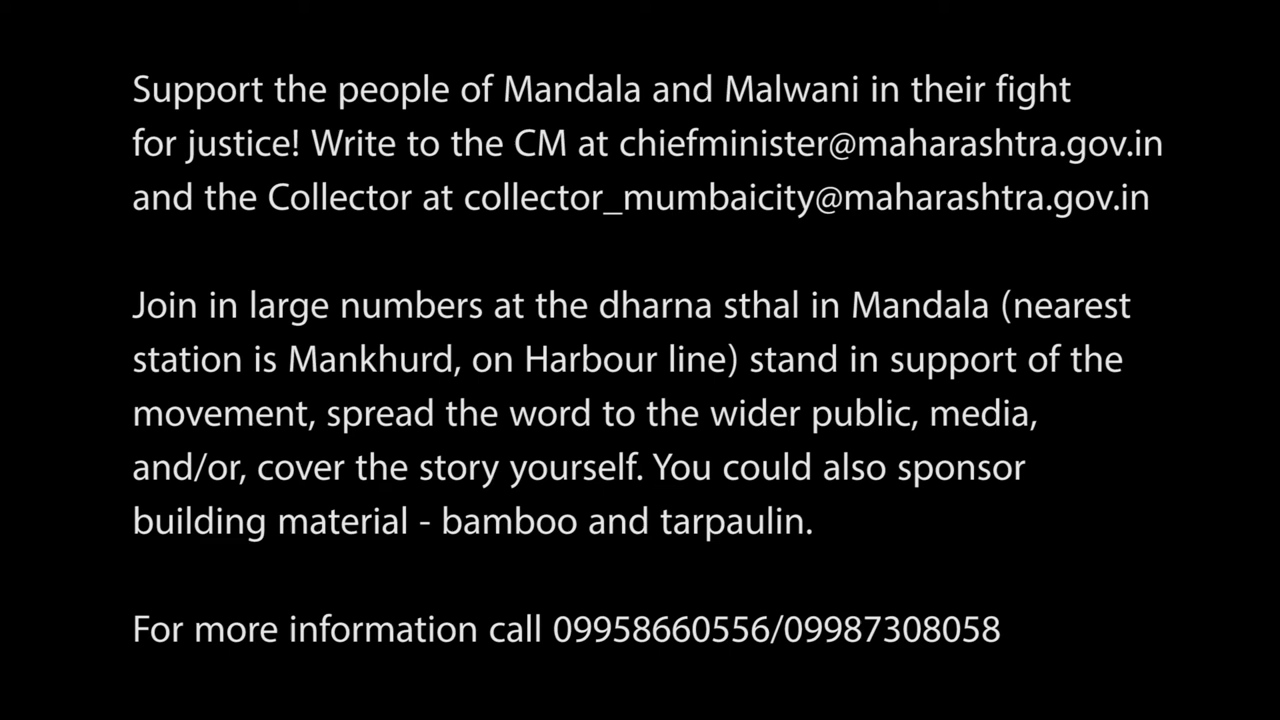 Support the people of Mandala and Malwani in their fight
for justice! Write to the CM at chiefminister@maharashtra.gov.in
and the Collector at collector_mumbaicity@maharashtra.gov.in
Join in large numbers at the dharna sthal in Mandala (nearest
station is Mankhurd, on Harbour line) stand in support of the
movement, spread the word to the wider public, media,
and/or, cover the story yourself. You could also sponsor
building material - bamboo and tarpaulin.
For more information call 09958660556/09987308058